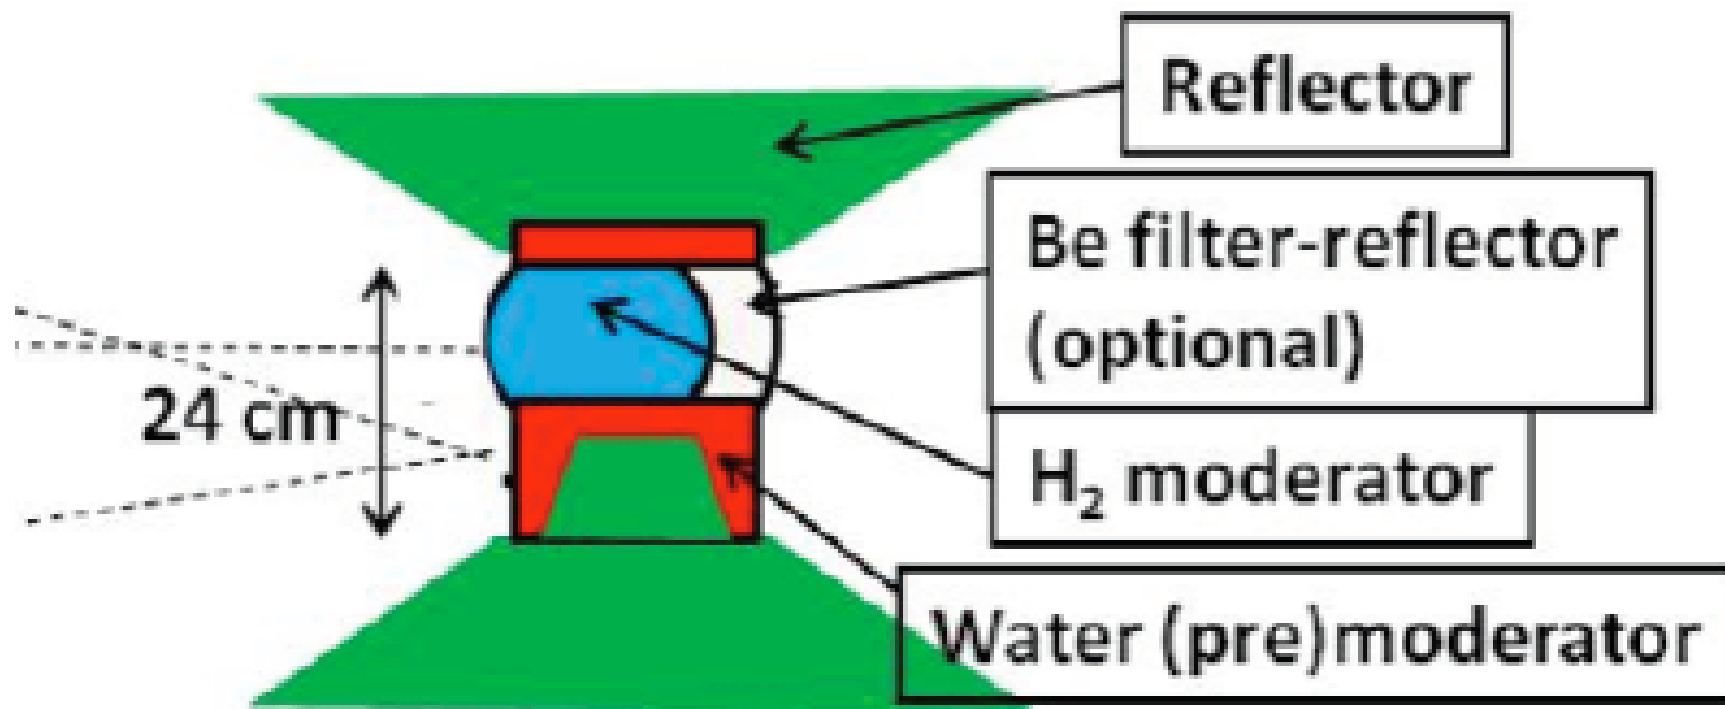 Reflector
Be filter-reflector
(optional)
24 cm
H₂ moderator
Water (pre)moderator